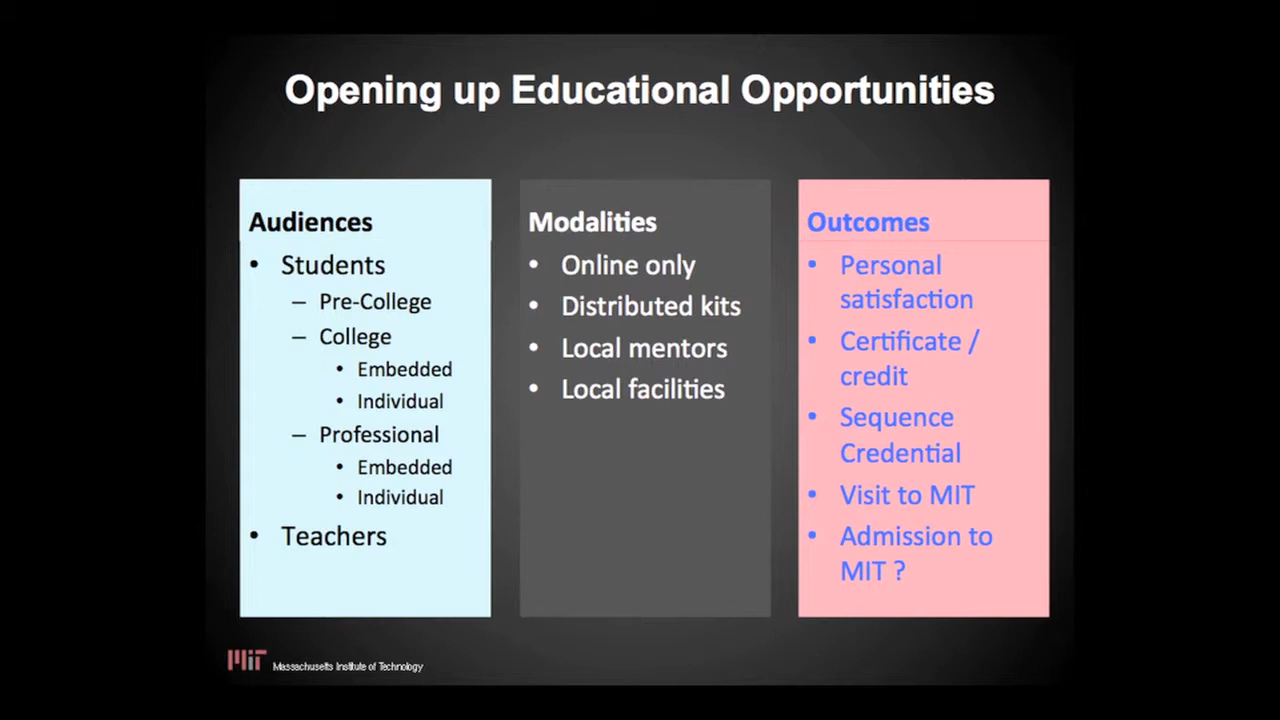 Opening up Educational Opportunities
Audiences
• Students
– Pre-College
– College
• Embedded
• Individual
– Professional
• Embedded
• Individual
• Teachers
Modalities
• Online only
• Distributed kits
• Local mentors
• Local facilities
Outcomes
• Personal
satisfaction
• Certificate /
credit
• Sequence
Credential
• Visit to MIT
• Admission to
MIT ?
MIT Massachusetts Institute of Technology